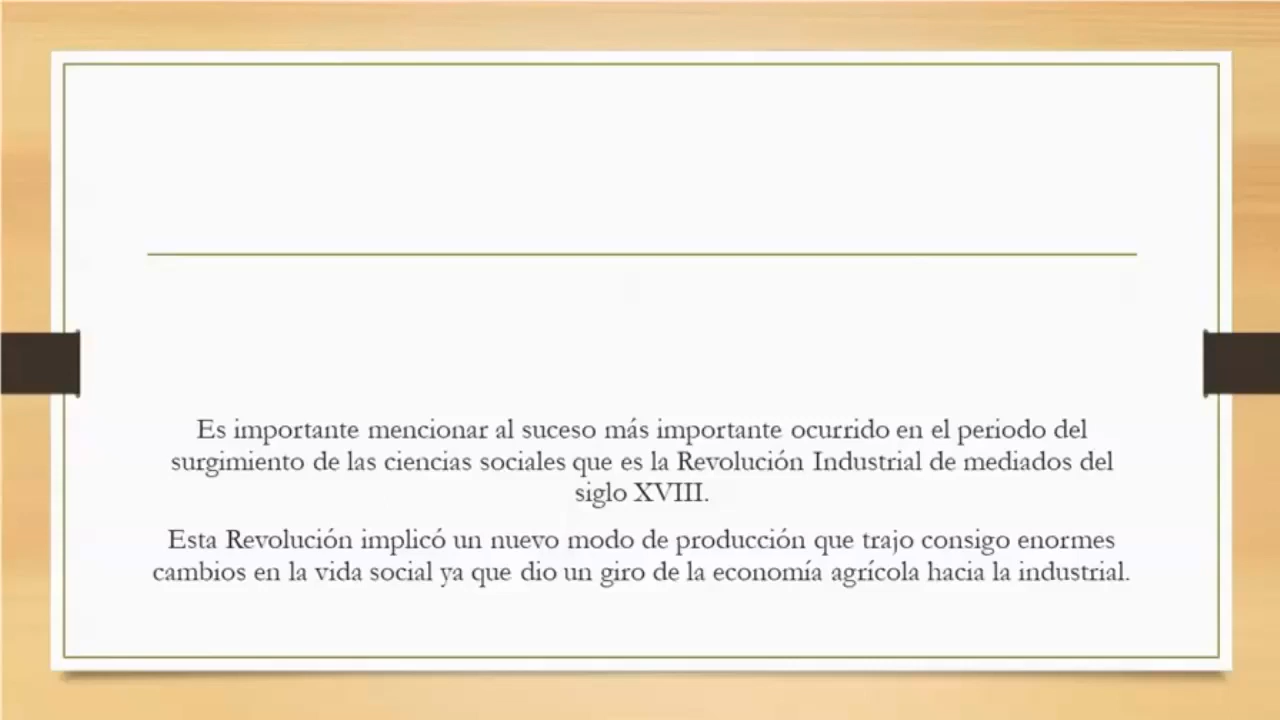 Es importante mencionar al suceso más importante ocurrido en el periodo del
surgimiento de las ciencias sociales que es la Revolución Industrial de mediados del
siglo XVIII.
Esta Revolución implicó un nuevo modo de producción que trajo consigo enormes
cambios en la vida social ya que dio un giro de la economía agrícola hacia la industrial.